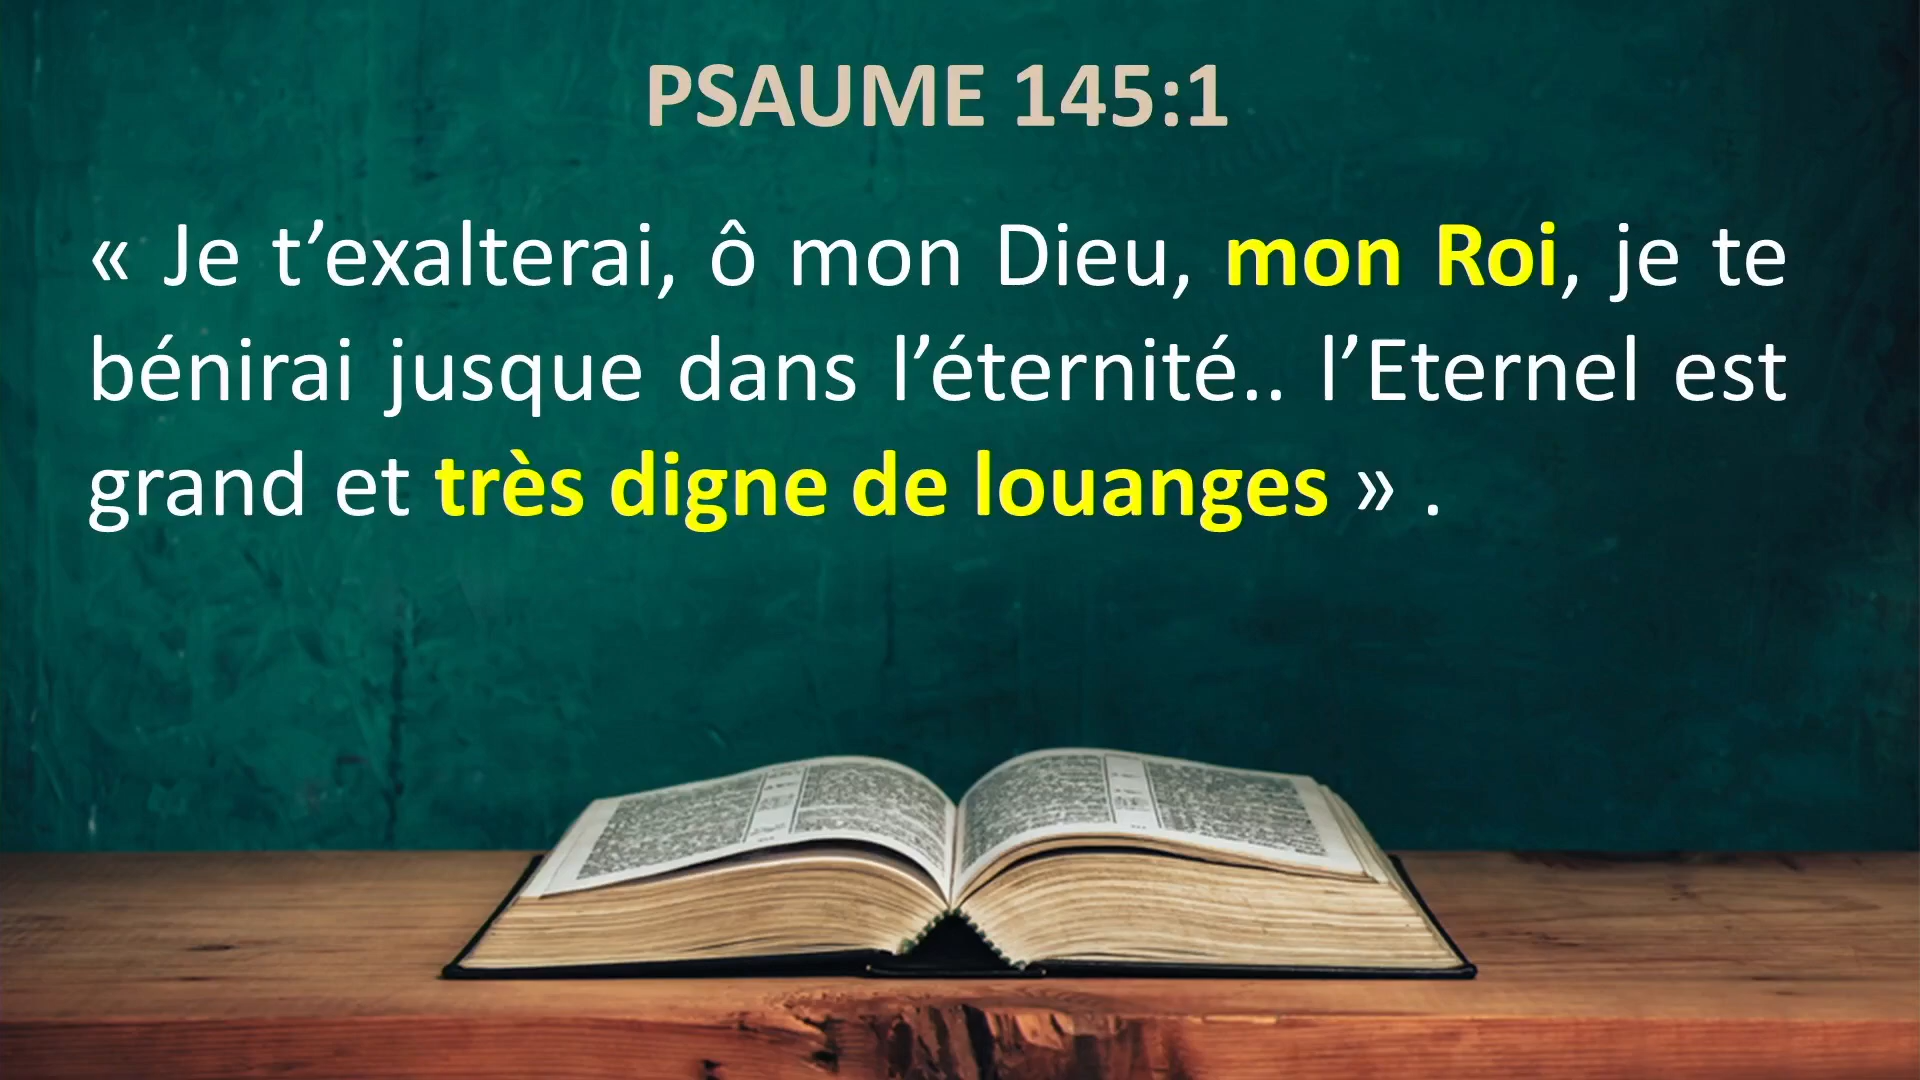 PSAUME 145:1
« Je t’exalterai, ô mon Dieu, mon Roi, je te
bénirai jusque dans l’éternité.. l’Eternel est
grand et très digne de louanges » .